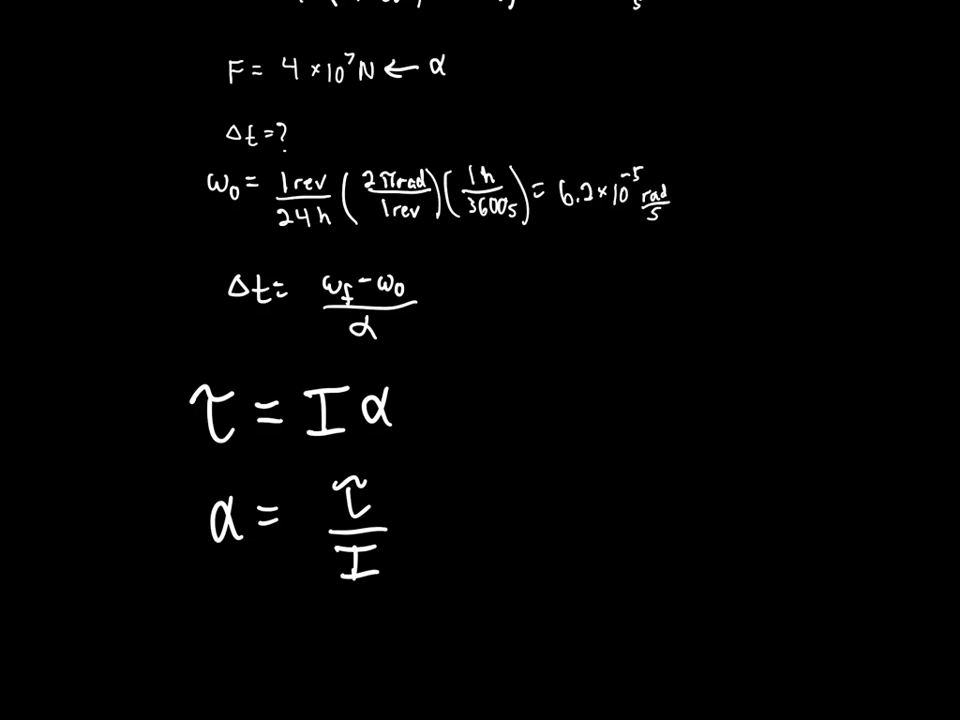 F = 4 × 10⁷ N ← α
Δt = ?
ω₀ = 1 rev / 24 h (2π rad / 1 rev) (1 h / 3600 s) = 6.2 × 10⁻⁵ rad / s
Δt = ω_f − ω₀ / α
τ = I α
α = τ / I